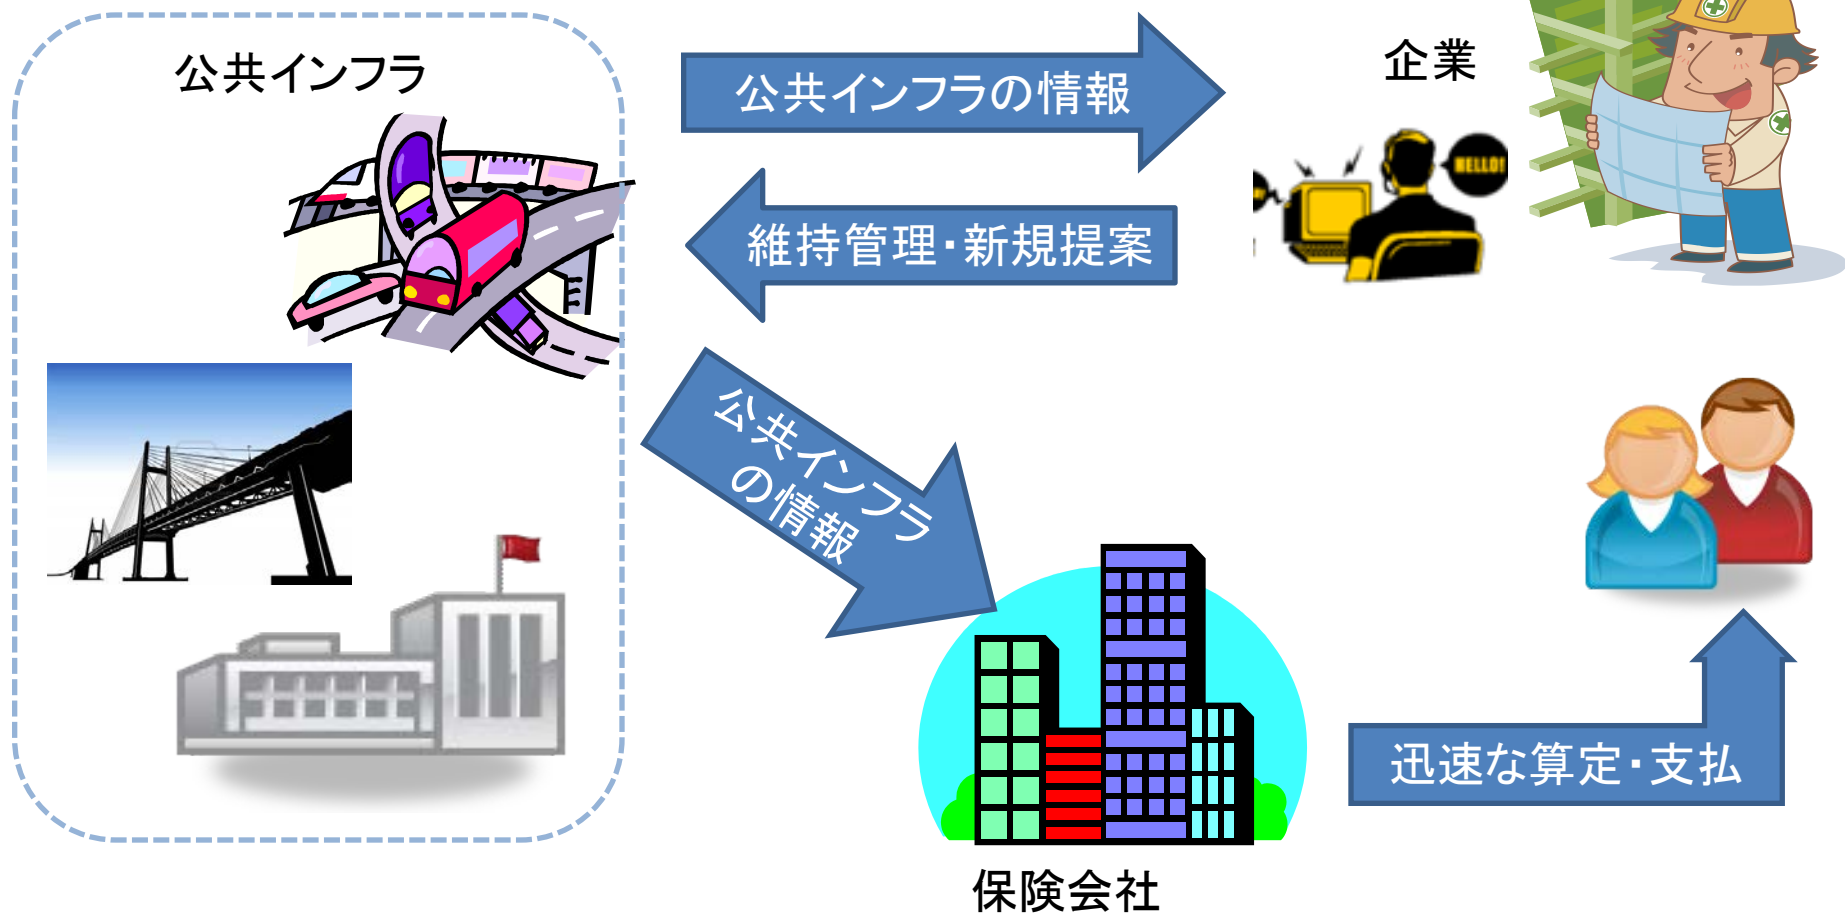 公共インフラ
公共インフラの情報
企業
HELLO!
維持管理・新規提案
公共インフラ
の情報
迅速な算定・支払
保険会社